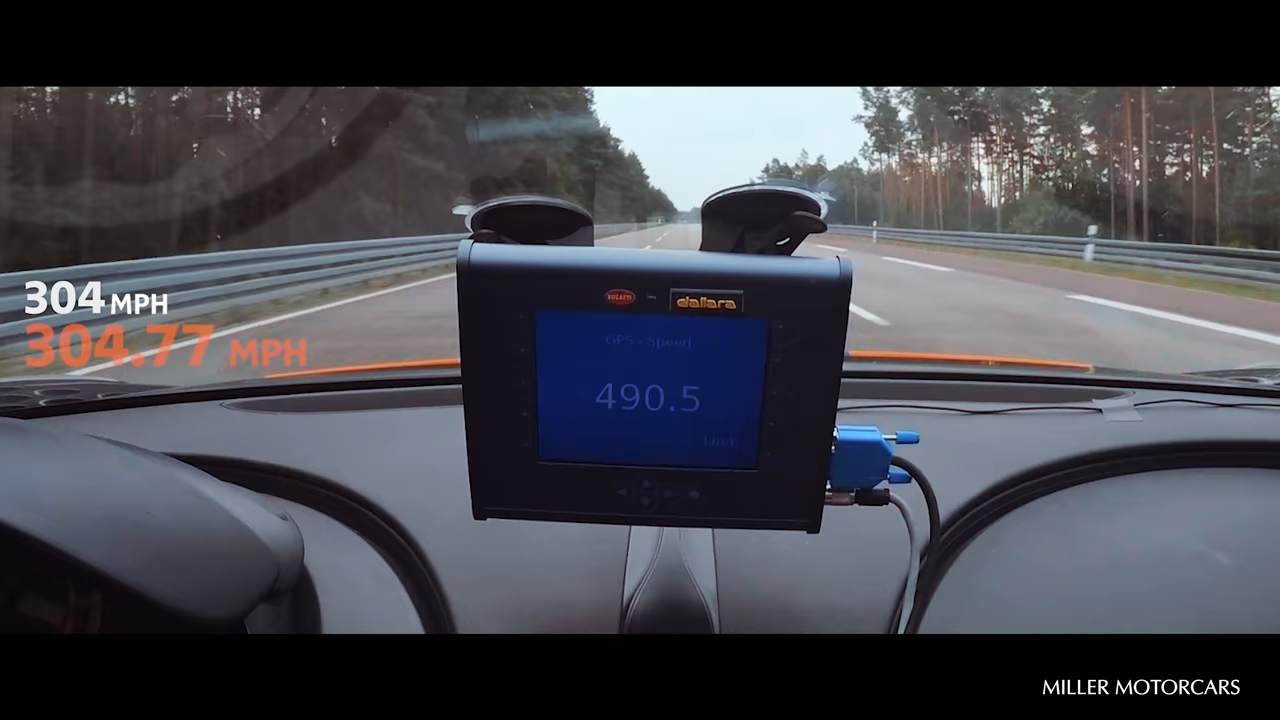 BUGATTI
dallara
GPS - Speed
304 MPH
304.77 MPH
490.5
MILLER MOTORCARS